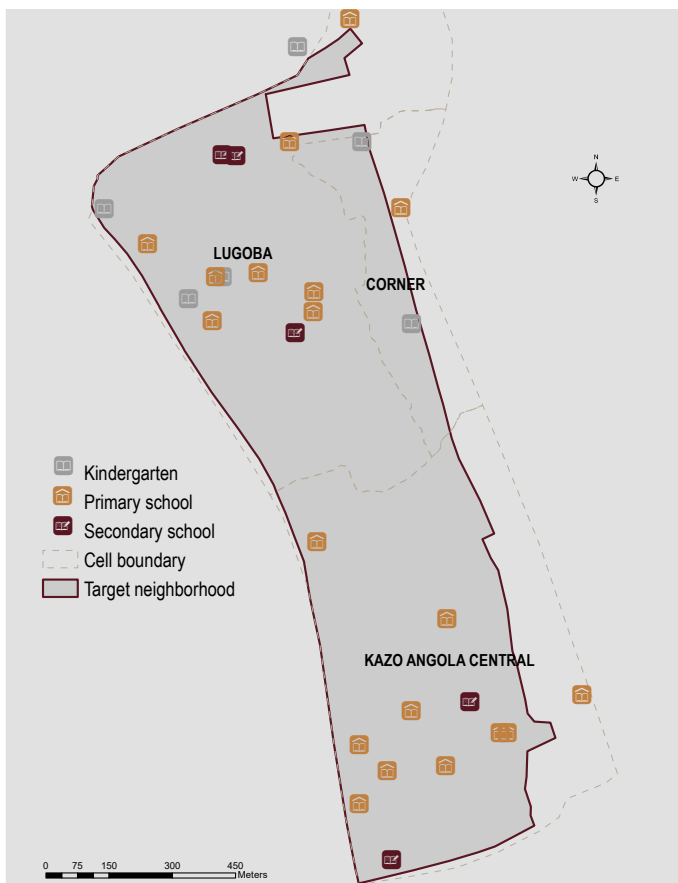 N
W E
S
LUGOBA
CORNER
Kindergarten
Primary school
Secondary school
Cell boundary
Target neighborhood
KAZO ANGOLA CENTRAL
0 75 150 300 450
Meters